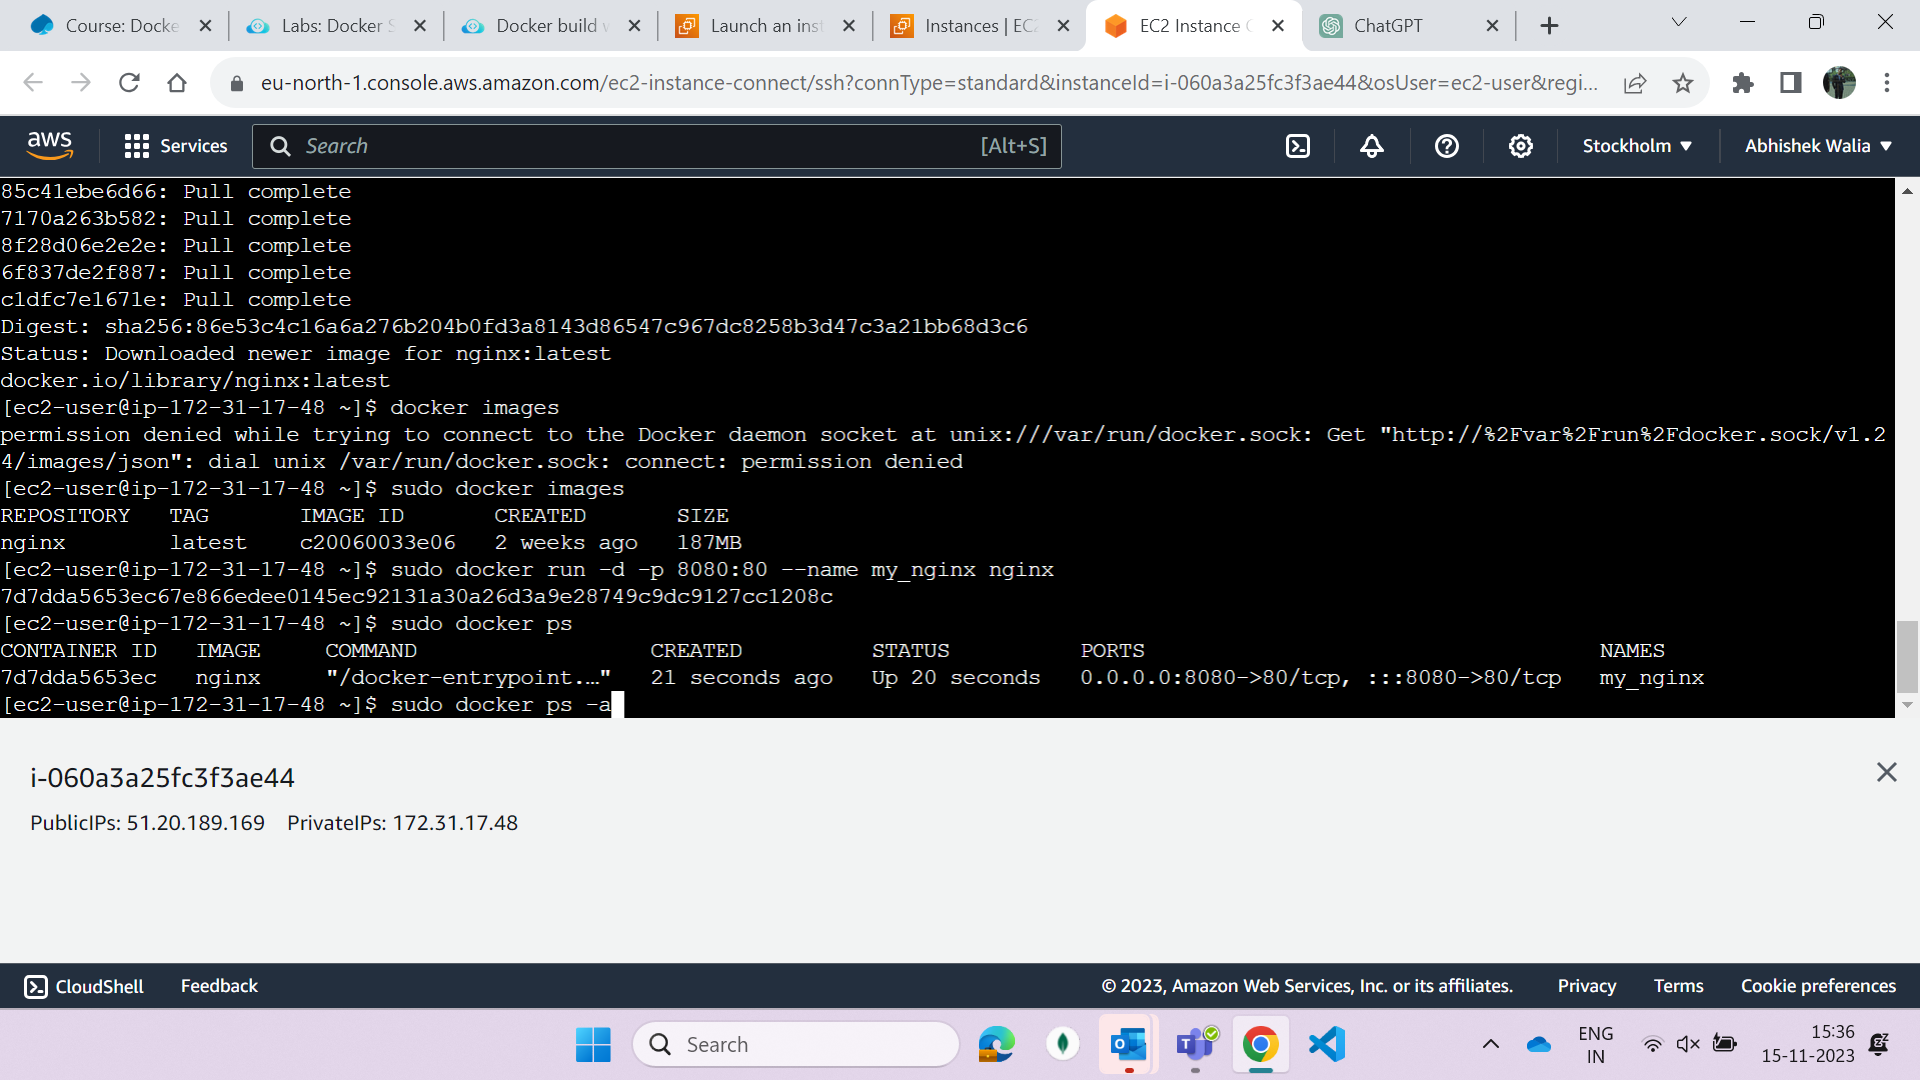 Course: Docke
Labs: Docker S
Docker build w
Launch an inst
Instances | EC2
EC2 Instance C
ChatGPT
eu-north-1.console.aws.amazon.com/ec2-instance-connect/ssh?connType=standard&instanceId=i-060a3a25fc3f3ae44&osUser=ec2-user&regi...
aws Services Search [Alt+S] Stockholm Abhishek Walia
85c41ebe6d66: Pull complete
7170a263b582: Pull complete
8f28d06e2e2e: Pull complete
6f837de2f887: Pull complete
c1dfc7e1671e: Pull complete
Digest: sha256:86e53c4c16a6a276b204b0fd3a8143d86547c967dc8258b3d47c3a21bb68d3c6
Status: Downloaded newer image for nginx:latest
docker.io/library/nginx:latest
[ec2-user@ip-172-31-17-48 ~]$ docker images
permission denied while trying to connect to the Docker daemon socket at unix:///var/run/docker.sock: Get "http://%2Fvar%2Frun%2Fdocker.sock/v1.2
4/images/json": dial unix /var/run/docker.sock: connect: permission denied
[ec2-user@ip-172-31-17-48 ~]$ sudo docker images
REPOSITORY   TAG       IMAGE ID       CREATED       SIZE
nginx        latest    c20060033e06   2 weeks ago   187MB
[ec2-user@ip-172-31-17-48 ~]$ sudo docker run -d -p 8080:80 --name my_nginx nginx
7d7dda5653ec67e866edee0145ec92131a30a26d3a9e28749c9dc9127cc1208c
[ec2-user@ip-172-31-17-48 ~]$ sudo docker ps
CONTAINER ID   IMAGE     COMMAND                  CREATED          STATUS          PORTS                                   NAMES
7d7dda5653ec   nginx     "/docker-entrypoint.…"   21 seconds ago   Up 20 seconds   0.0.0.0:8080->80/tcp, :::8080->80/tcp   my_nginx
[ec2-user@ip-172-31-17-48 ~]$ sudo docker ps -a
i-060a3a25fc3f3ae44
PublicIPs: 51.20.189.169 PrivateIPs: 172.31.17.48
CloudShell Feedback © 2023, Amazon Web Services, Inc. or its affiliates. Privacy Terms Cookie preferences
Search
ENG
IN
15:36
15-11-2023